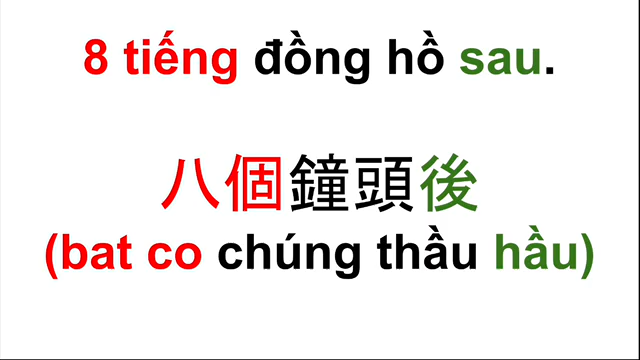 8 tiếng đồng hồ sau.
八個鐘頭後
(bat co chúng thầu hầu)